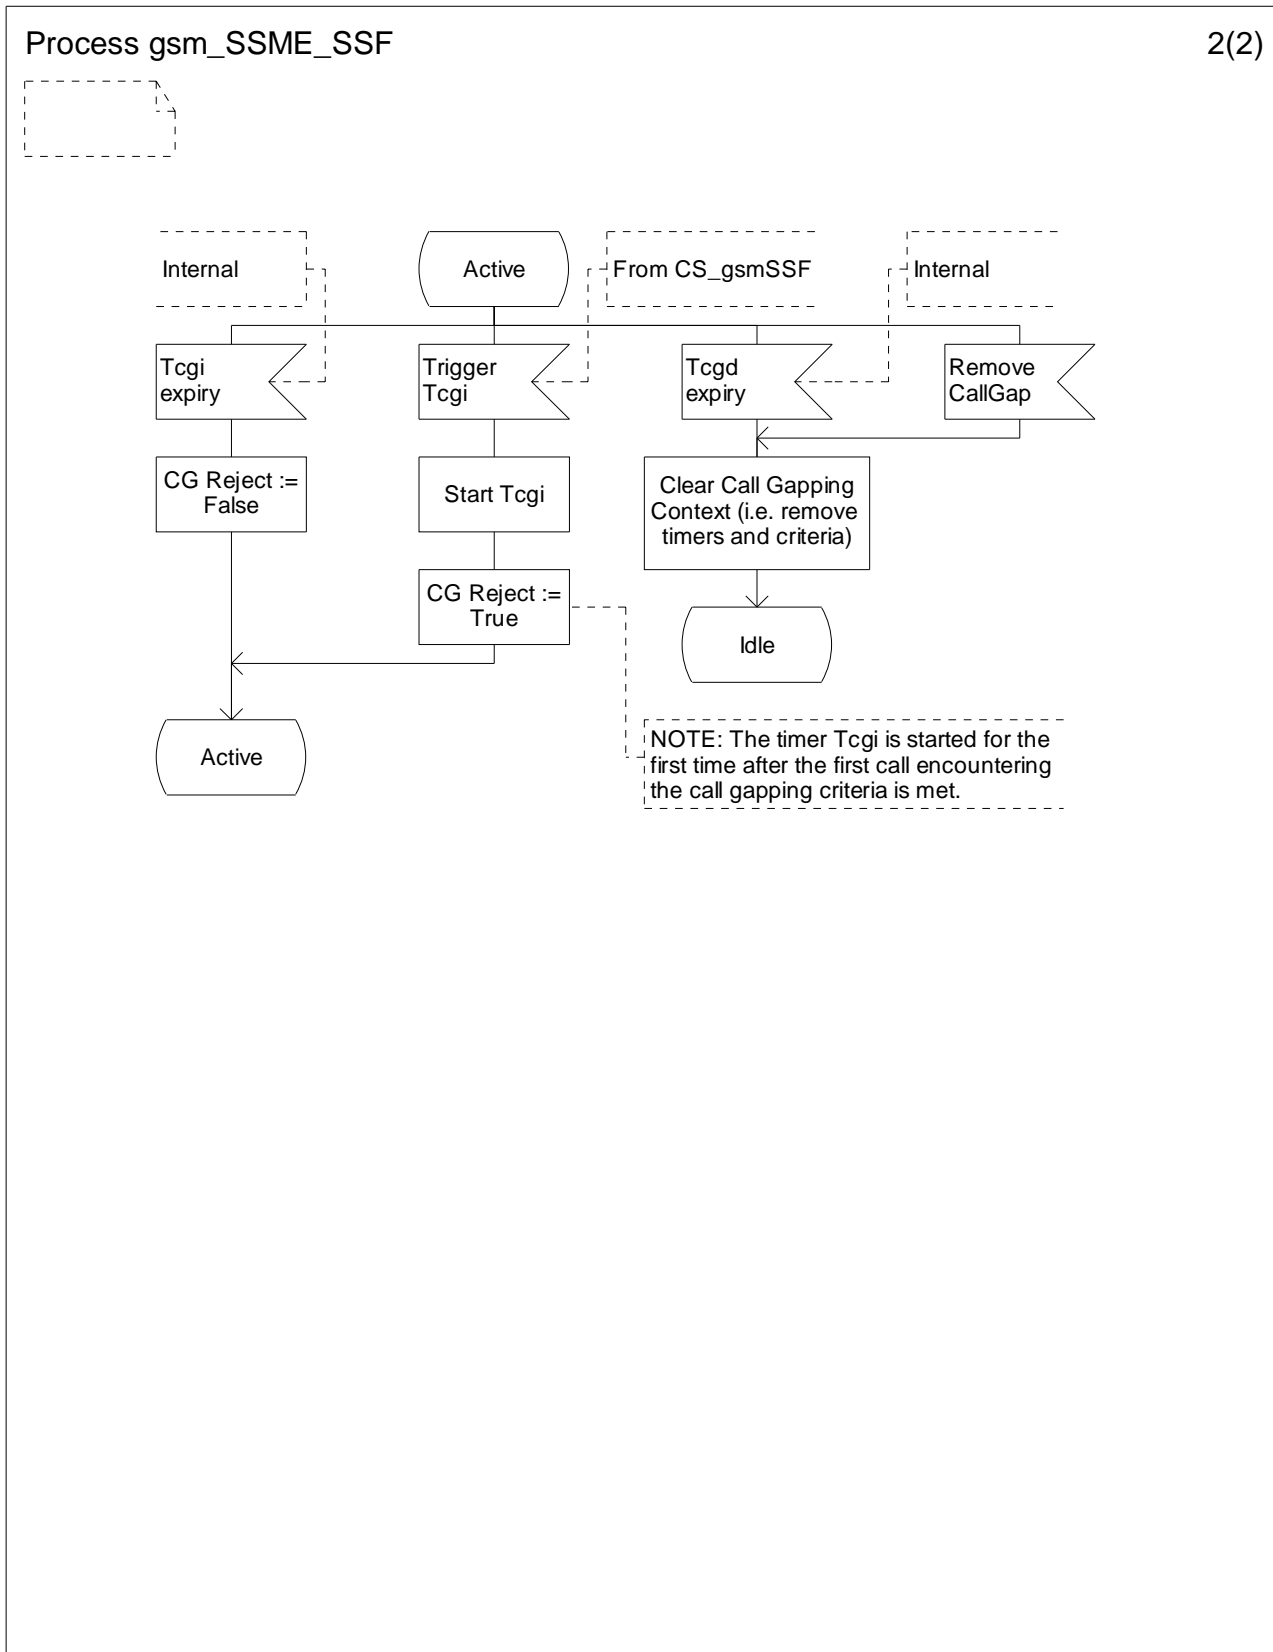 Process gsm_SSME_SSF
2(2)
Internal
Active
From CS_gsmSSF
Internal
Tcgi
expiry
Trigger
Tcgi
Tcgd
expiry
Remove
CallGap
CG Reject :=
False
Start Tcgi
Clear Call Gapping
Context (i.e. remove
timers and criteria)
CG Reject :=
True
Idle
Active
NOTE: The timer Tcgi is started for the
first time after the first call encountering
the call gapping criteria is met.